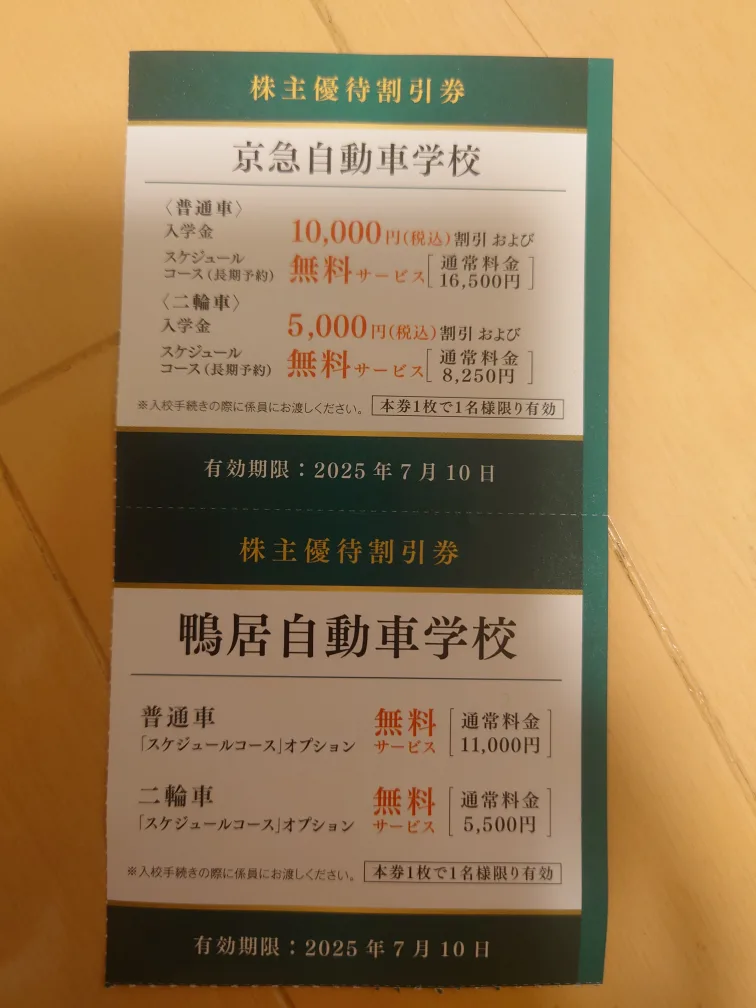 株主優待割引券
京急自動車学校
〈普通車〉
入学金 10,000円(税込)割引 および
スケジュール
コース(長期予約) 無料サービス [通常料金 16,500円]
〈二輪車〉
入学金 5,000円(税込)割引 および
スケジュール
コース(長期予約) 無料サービス [通常料金 8,250円]
※入校手続きの際に係員にお渡しください。 本券1枚で1名様限り有効
有効期限:2025年7月10日
株主優待割引券
鴨居自動車学校
普通車 無料 通常料金
「スケジュールコース」オプション サービス 11,000円
二輪車 無料 通常料金
「スケジュールコース」オプション サービス 5,500円
※入校手続きの際に係員にお渡しください。 本券1枚で1名様限り有効
有効期限:2025年7月10日